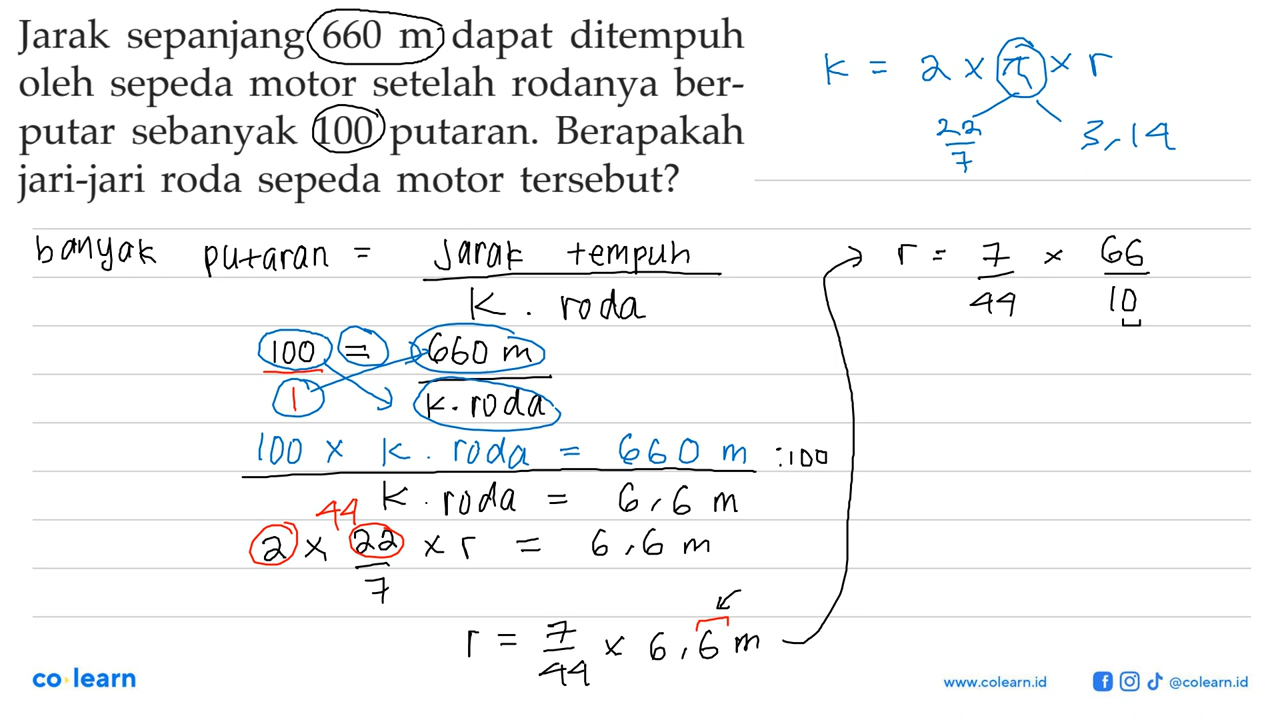 Jarak sepanjang 660 m dapat ditempuh
oleh sepeda motor setelah rodanya ber-
putar sebanyak 100 putaran. Berapakah
jari-jari roda sepeda motor tersebut?
K = 2 × π × r
22/7 3,14
banyak putaran = Jarak tempuh / K. roda
100/1 = 660 m / K. roda
100 × K. roda = 660 m :100
K. roda = 6,6 m
44
2 × 22/7 × r = 6,6 m
r = 7/44 × 6,6 m
r = 7/44 × 66/10
co learn
www.colearn.id
@colearn.id